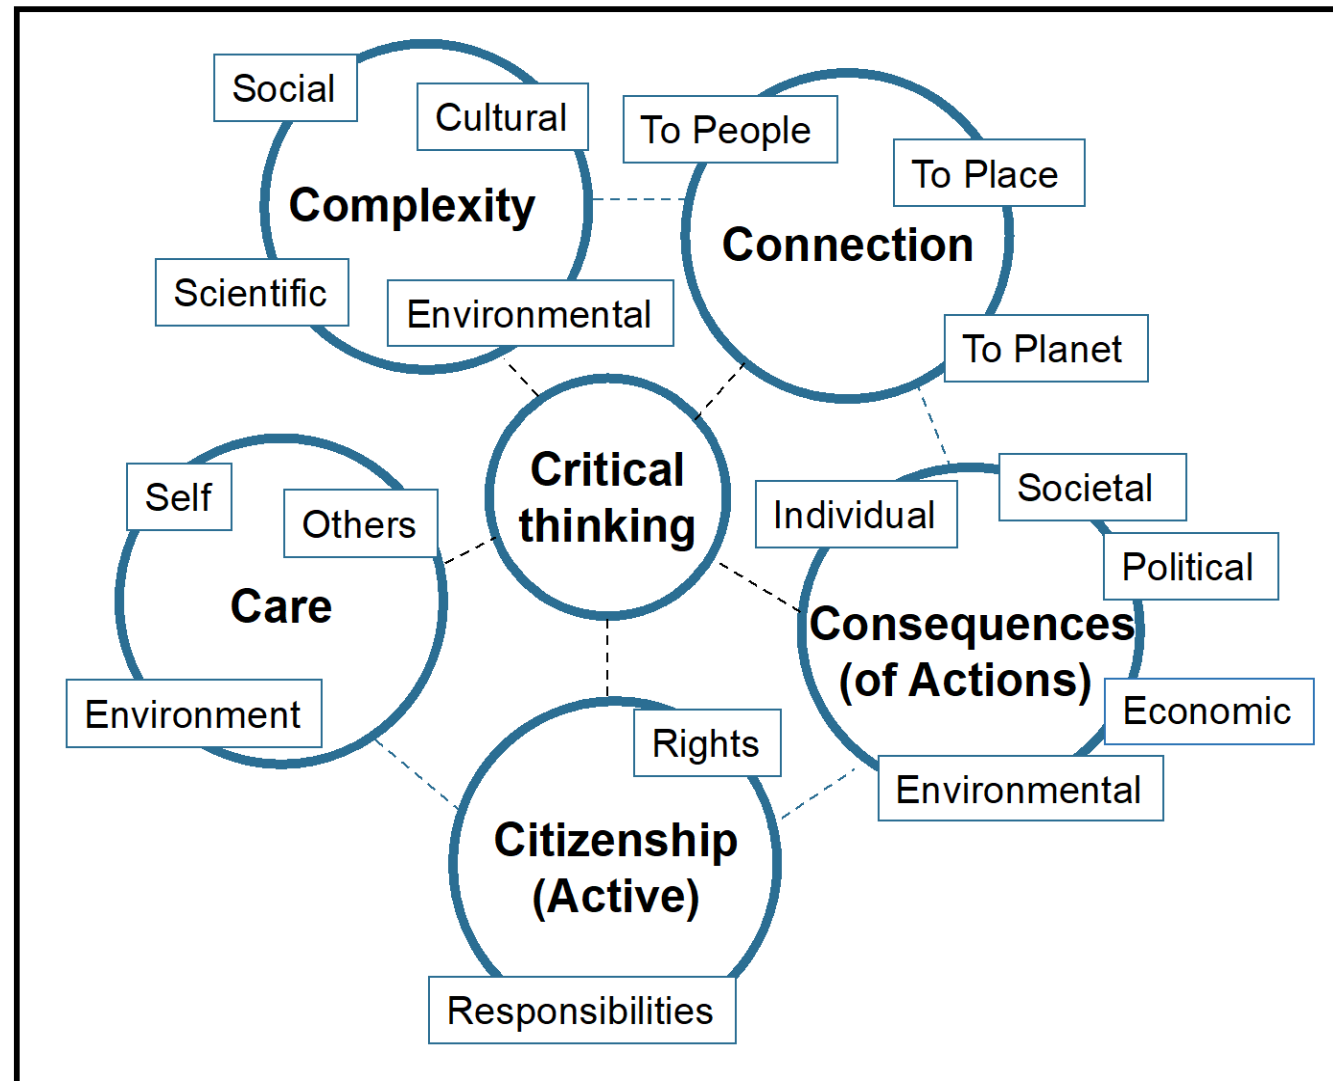 Social
Cultural
Complexity
Scientific
Environmental
To People
To Place
Connection
To Planet
Critical
thinking
Self
Others
Care
Environment
Individual
Societal
Political
Consequences
(of Actions)
Economic
Environmental
Rights
Citizenship
(Active)
Responsibilities